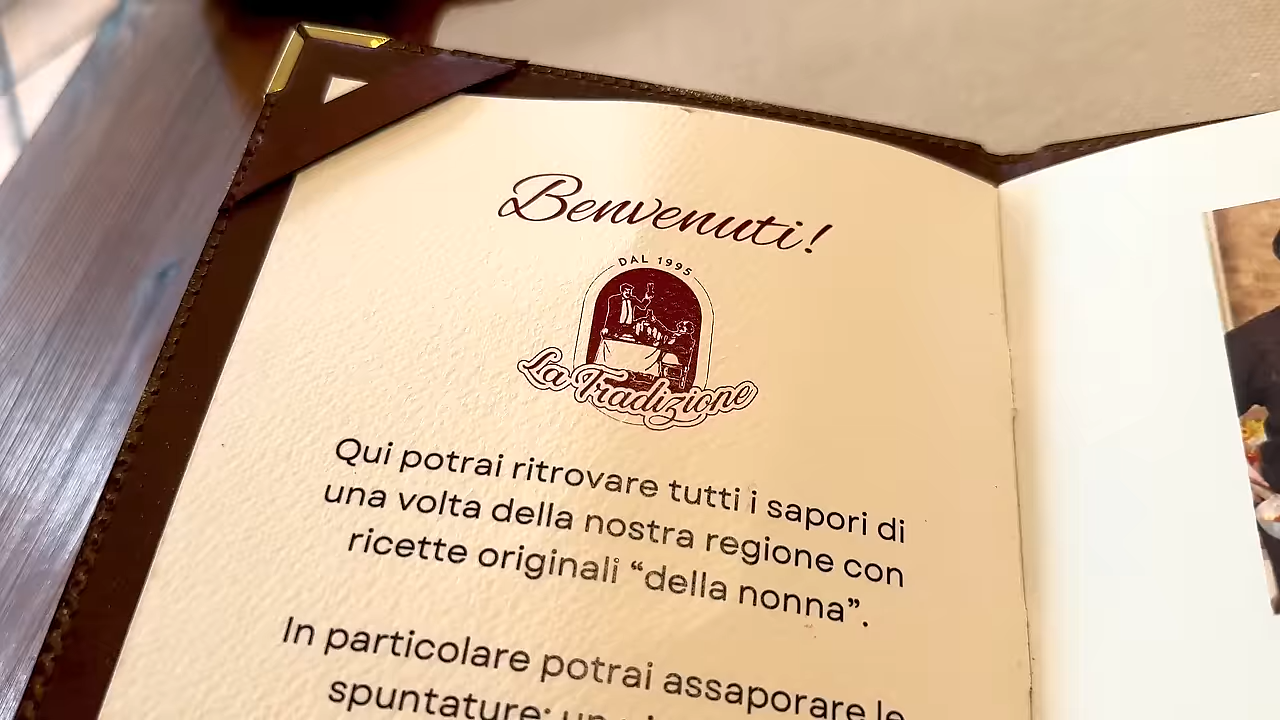 Benvenuti!
DAL 1995
La Tradizione
Qui potrai ritrovare tutti i sapori di
una volta della nostra regione con
ricette originali “della nonna”.
In particolare potrai assaporare le
spuntature: